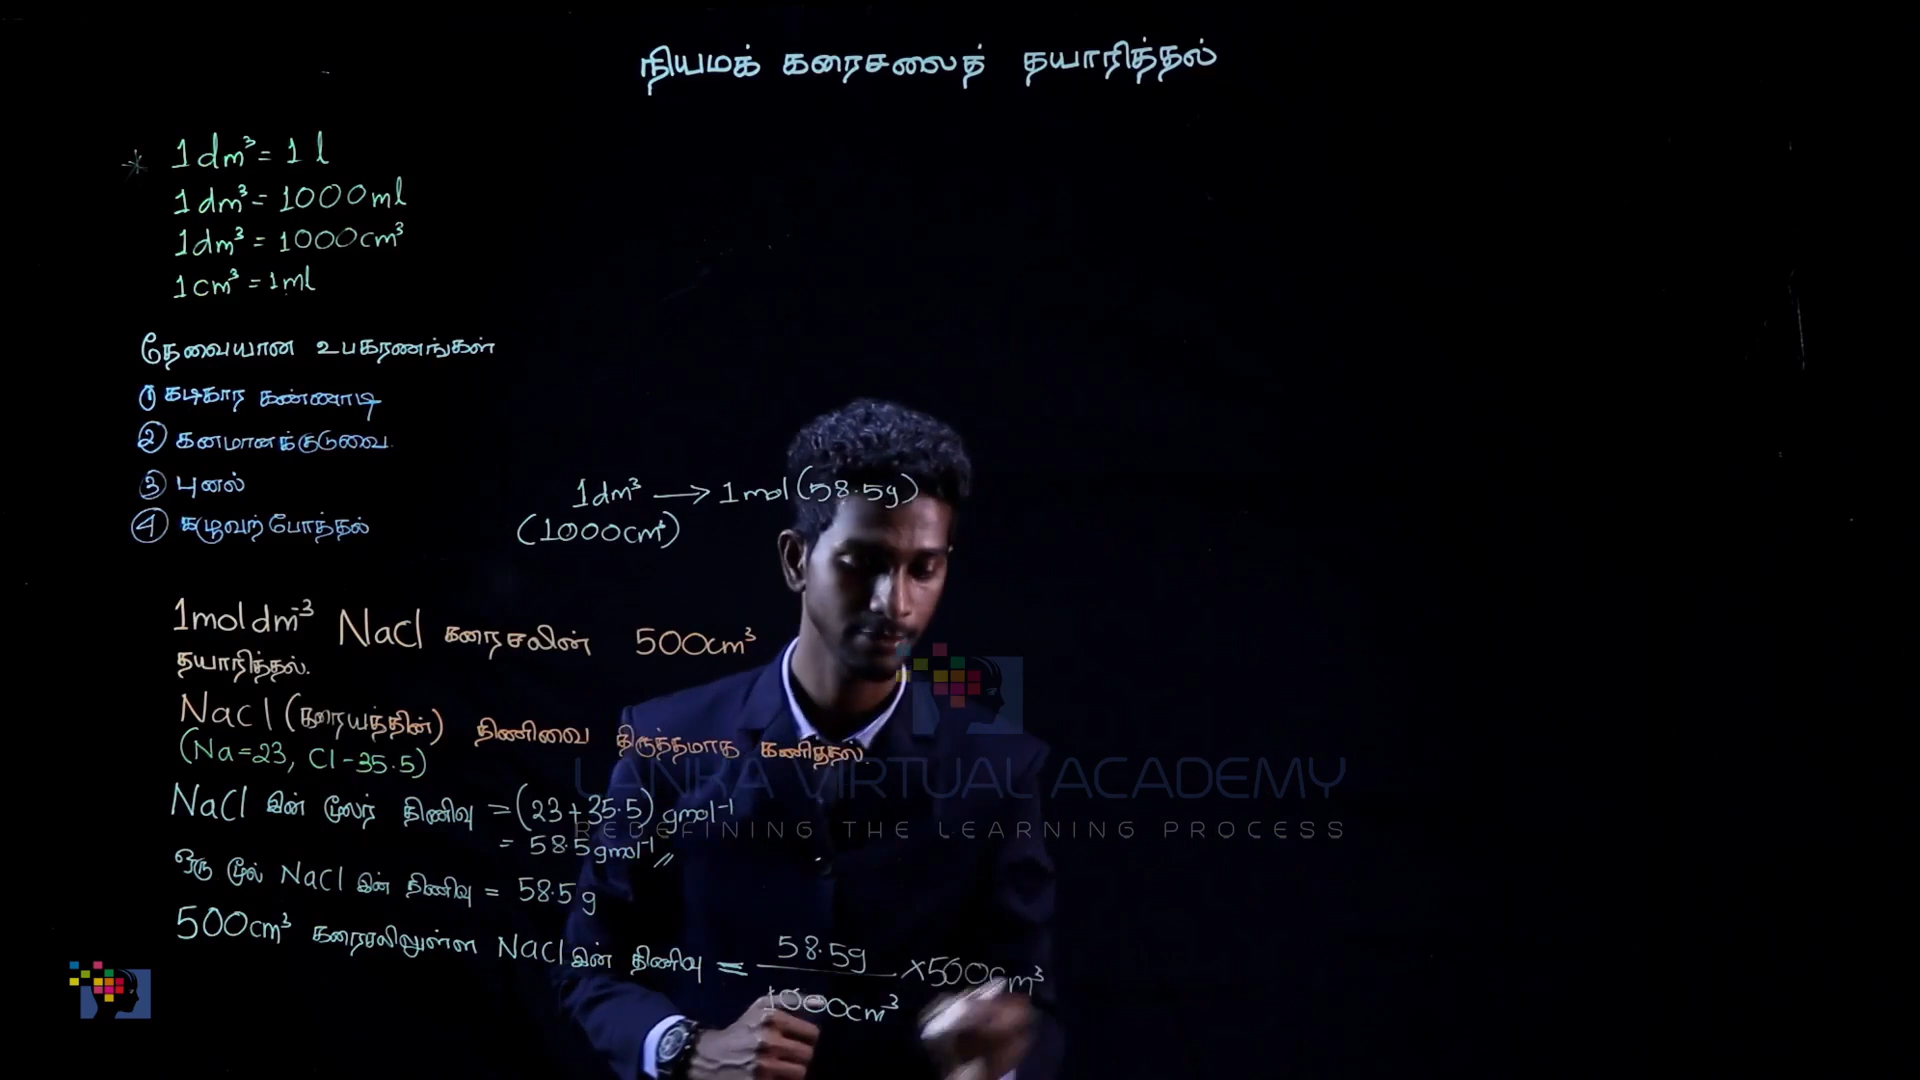 நியமக் கரைசலைத் தயாரித்தல்
* 1dm³ = 1 l
1dm³ = 1000ml
1dm³ = 1000cm³
1cm³ = 1ml
தேவையான உபகரணங்கள்
① கடிகார கண்ணாடி
② கனமானக்குடுவை.
③ புனல்
④ கழுவற்போத்தல்
1dm³ → 1mol (58.5g)
(1000cm³)
1mol dm⁻³ NaCl கரைசலின் 500cm³
தயாரித்தல்.
NaCl (கரையத்தின்) திணிவை திருத்தமாக கணித்தல்.
(Na=23, Cl-35.5)
NaCl இன் மூலர் திணிவு = (23+35.5) gmol⁻¹
= 58.5gmol⁻¹ //
ஒரு மூல் NaCl இன் திணிவு = 58.5g
500cm³ கரைசலிலுள்ள NaCl இன் திணிவு = 58.5g / 1000cm³ × 500cm³
LANKA VIRTUAL ACADEMY
REDEFINING THE LEARNING PROCESS